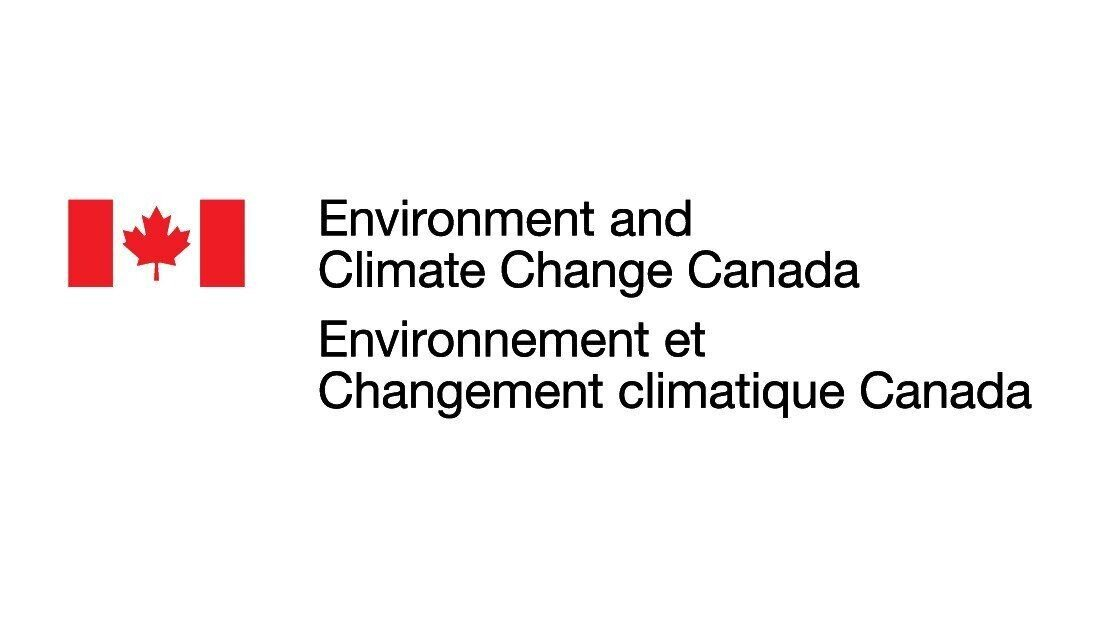 Environment and
Climate Change Canada
Environnement et
Changement climatique Canada